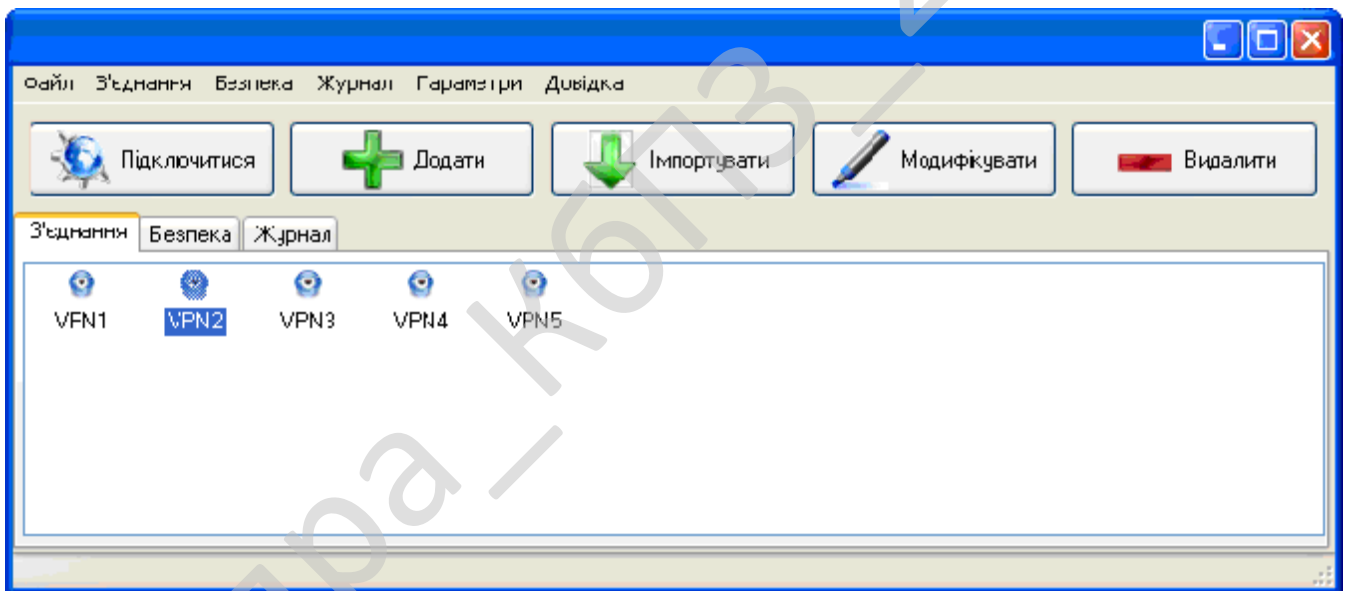 Файл З'єднання Безпека Журнал Параметри Довідка
Підключитися Додати Імпортувати Модифікувати Видалити
З'єднання Безпека Журнал
VPN1 VPN2 VPN3 VPN4 VPN5
ра_КбПЗ_